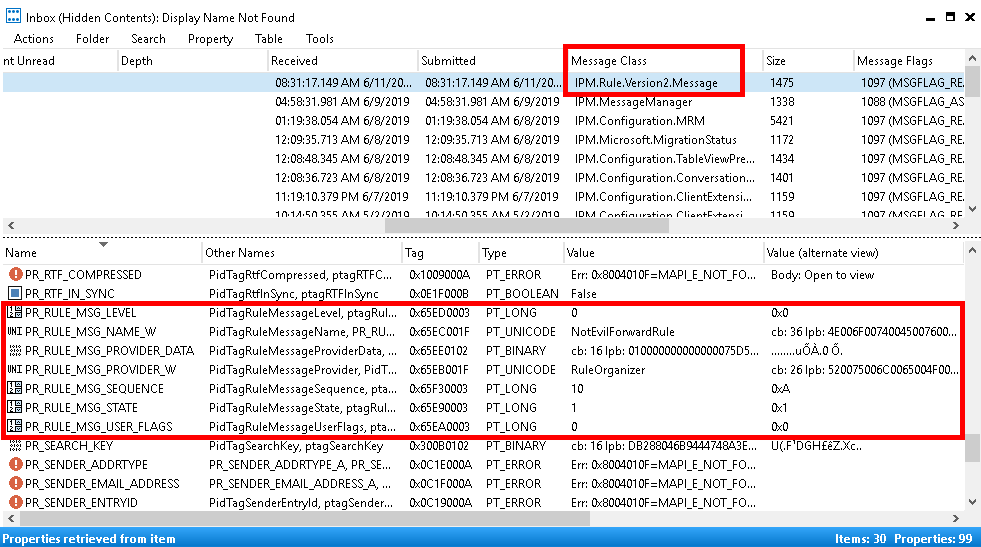 Inbox (Hidden Contents): Display Name Not Found
Actions Folder Search Property Table Tools
nt Unread Depth Received Submitted Message Class Size Message Flags
08:31:17.149 AM 6/11/20... 08:31:17.149 AM 6/11/20... IPM.Rule.Version2.Message 1475 1097 (MSGFLAG_RE
04:58:31.981 AM 6/9/2019 04:58:31.981 AM 6/9/2019 IPM.MessageManager 1338 1088 (MSGFLAG_AS
01:19:38.054 AM 6/8/2019 01:19:38.054 AM 6/8/2019 IPM.Configuration.MRM 5421 1097 (MSGFLAG_RE
12:09:35.713 AM 6/8/2019 12:09:35.713 AM 6/8/2019 IPM.Microsoft.MigrationStatus 1172 1097 (MSGFLAG_RE
12:08:48.345 AM 6/8/2019 12:08:48.345 AM 6/8/2019 IPM.Configuration.TableViewPre... 1434 1097 (MSGFLAG_RE
12:08:36.723 AM 6/8/2019 12:08:36.723 AM 6/8/2019 IPM.Configuration.Conversation... 1401 1097 (MSGFLAG_RE
11:19:10.379 PM 6/7/2019 11:19:10.379 PM 6/7/2019 IPM.Configuration.ClientExtensi... 1159 1097 (MSGFLAG_RE
10:14:50.355 AM 5/2/2019 10:14:50.355 AM 5/2/2019 IPM.Configuration.ClientExtensi... 1159 1097 (MSGFLAG_RE
Name Other Names Tag Type Value Value (alternate view)
PR_RTF_COMPRESSED PidTagRtfCompressed, ptagRTFC... 0x1009000A PT_ERROR Err: 0x8004010F=MAPI_E_NOT_FO... Body: Open to view
PR_RTF_IN_SYNC PidTagRtfInSync, ptagRTFInSync 0x0E1F000B PT_BOOLEAN False
PR_RULE_MSG_LEVEL PidTagRuleMessageLevel, ptagRul... 0x65ED0003 PT_LONG 0 0x0
UNI PR_RULE_MSG_NAME_W PidTagRuleMessageName, PR_RU... 0x65EC001F PT_UNICODE NotEvilForwardRule cb: 36 lpb: 4E006F00740045007600...
PR_RULE_MSG_PROVIDER_DATA PidTagRuleMessageProviderData, ... 0x65EE0102 PT_BINARY cb: 16 lpb: 010000000000000075D5... ........uÕÀ.0 Õ.
UNI PR_RULE_MSG_PROVIDER_W PidTagRuleMessageProvider, PidT... 0x65EB001F PT_UNICODE RuleOrganizer cb: 26 lpb: 520075006C0065004F00...
PR_RULE_MSG_SEQUENCE PidTagRuleMessageSequence, pta... 0x65F30003 PT_LONG 10 0xA
PR_RULE_MSG_STATE PidTagRuleMessageState, ptagRul... 0x65E90003 PT_LONG 1 0x1
PR_RULE_MSG_USER_FLAGS PidTagRuleMessageUserFlags, pta... 0x65EA0003 PT_LONG 0 0x0
PR_SEARCH_KEY PidTagSearchKey, ptagSearchKey 0x300B0102 PT_BINARY cb: 16 lpb: DB288046B9444748A3E... Û(.F¹DGH£êZ.Xc..
PR_SENDER_ADDRTYPE PR_SENDER_ADDRTYPE_A, PR_SE... 0x0C1E000A PT_ERROR Err: 0x8004010F=MAPI_E_NOT_FO...
PR_SENDER_EMAIL_ADDRESS PR_SENDER_EMAIL_ADDRESS_A, ... 0x0C1F000A PT_ERROR Err: 0x8004010F=MAPI_E_NOT_FO...
PR_SENDER_ENTRYID PidTagSenderEntryId, ptagSender... 0x0C19000A PT_ERROR Err: 0x8004010F=MAPI_E_NOT_FO...
Properties retrieved from item Items: 30 Properties: 99